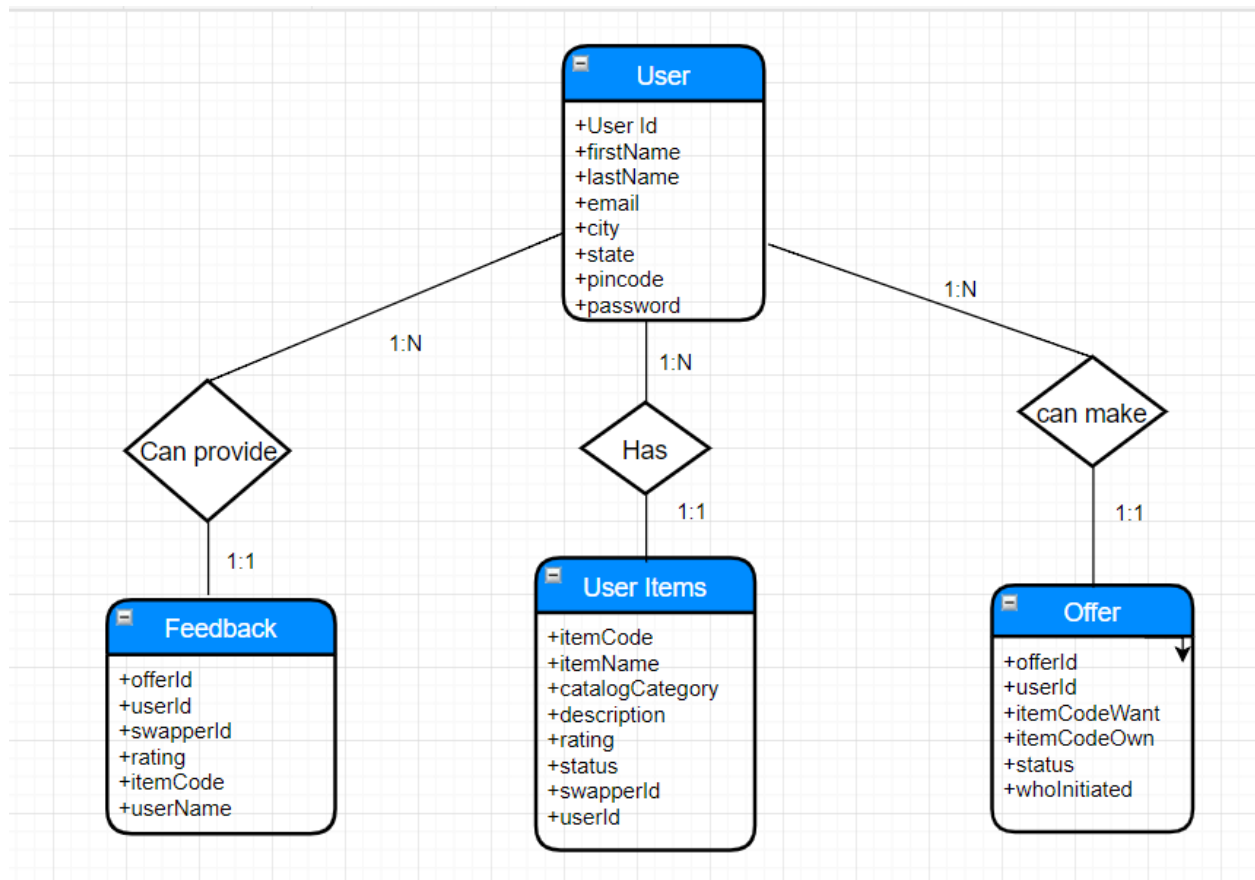 User
+User Id
+firstName
+lastName
+email
+city
+state
+pincode
+password
1:N
1:N
1:N
Can provide
Has
can make
1:1
1:1
1:1
Feedback
+offerId
+userId
+swapperId
+rating
+itemCode
+userName
User Items
+itemCode
+itemName
+catalogCategory
+description
+rating
+status
+swapperId
+userId
Offer
+offerId
+userId
+itemCodeWant
+itemCodeOwn
+status
+whoInitiated